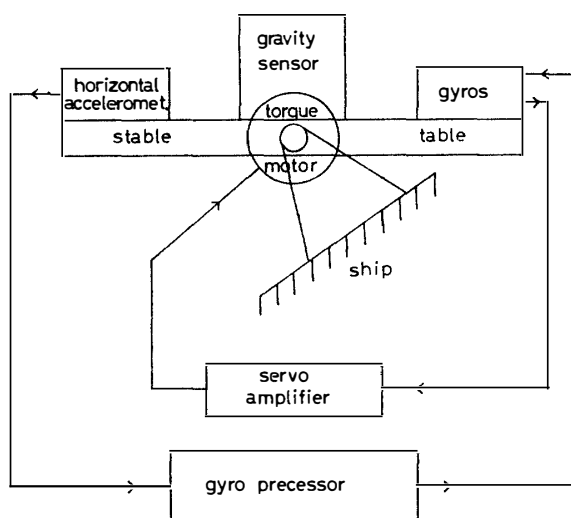 gravity
sensor
horizontal
acceleromet.
gyros
torque
stable
table
motor
ship
servo
amplifier
gyro precessor